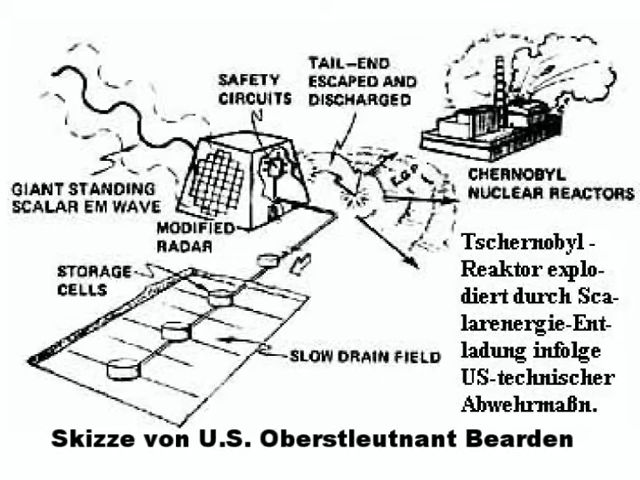 TAIL-END
ESCAPED AND
DISCHARGED
SAFETY
CIRCUITS
GIANT STANDING
SCALAR EM WAVE
MODIFIED
RADAR
CHERNOBYL
NUCLEAR REACTORS
STORAGE
CELLS
SLOW DRAIN FIELD
Tschernobyl -
Reaktor explo-
diert durch Sca-
larenergie-Ent-
ladung infolge
US-technischer
Abwehrmaßn.
Skizze von U.S. Oberstleutnant Bearden